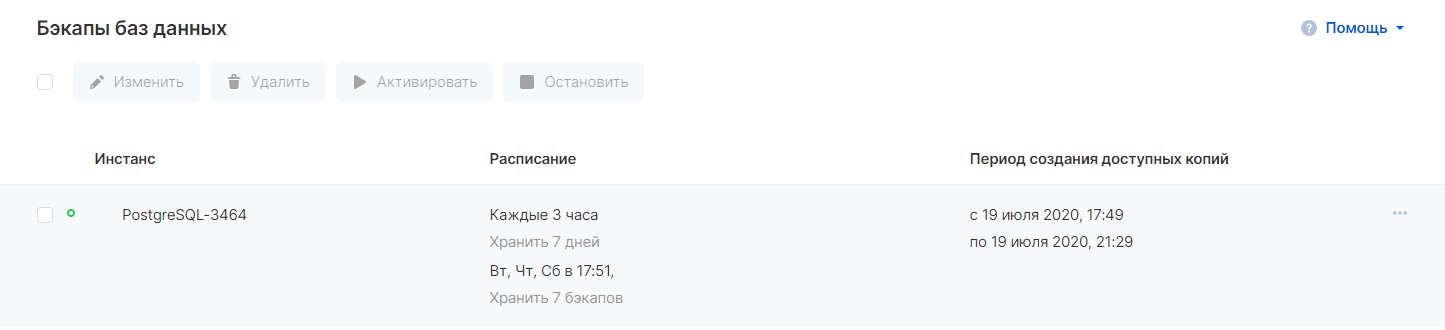 Бэкапы баз данных
? Помощь
Изменить Удалить Активировать Остановить
Инстанс Расписание Период создания доступных копий
PostgreSQL-3464 Каждые 3 часа с 19 июля 2020, 17:49
Хранить 7 дней по 19 июля 2020, 21:29
Вт, Чт, Сб в 17:51,
Хранить 7 бэкапов